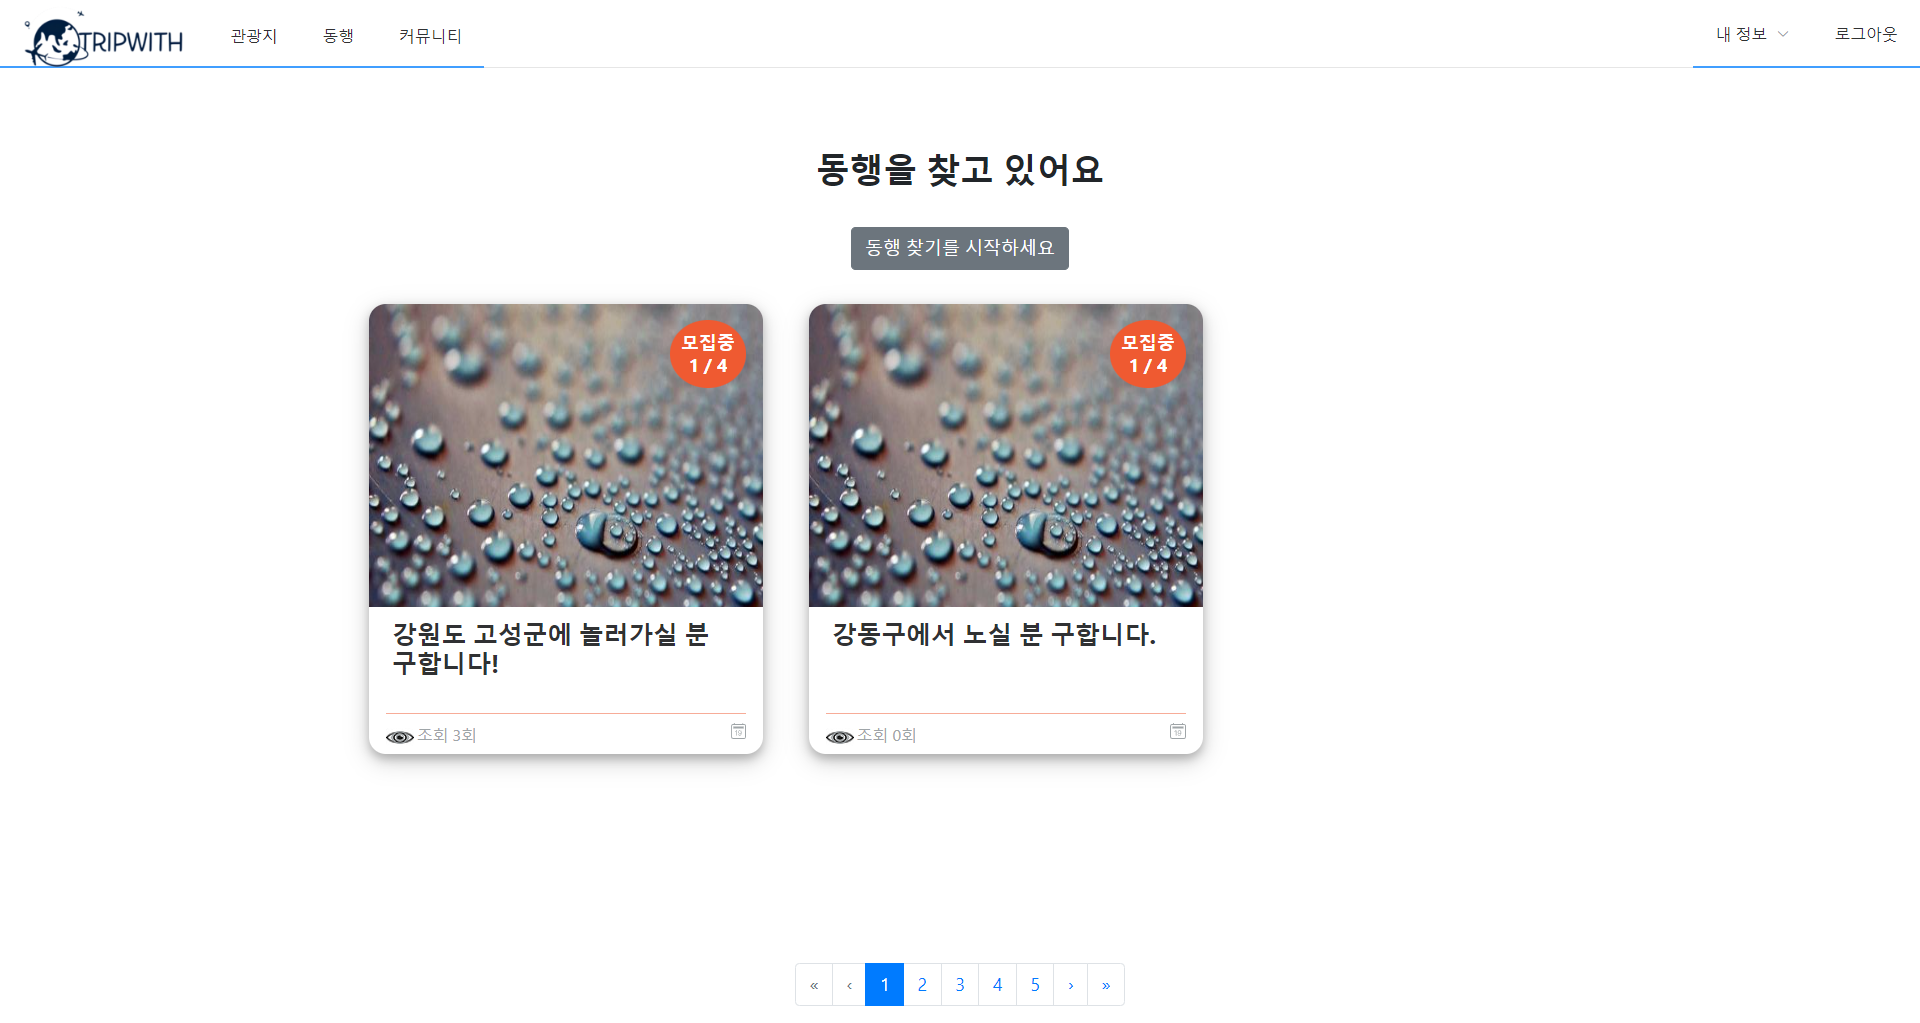 TRIPWITH
관광지
동행
커뮤니티
내 정보
로그아웃
동행을 찾고 있어요
동행 찾기를 시작하세요
모집중
1 / 4
강원도 고성군에 놀러가실 분
구합니다!
조회 3회
19
모집중
1 / 4
강동구에서 노실 분 구합니다.
조회 0회
19
« ‹ 1 2 3 4 5 › »